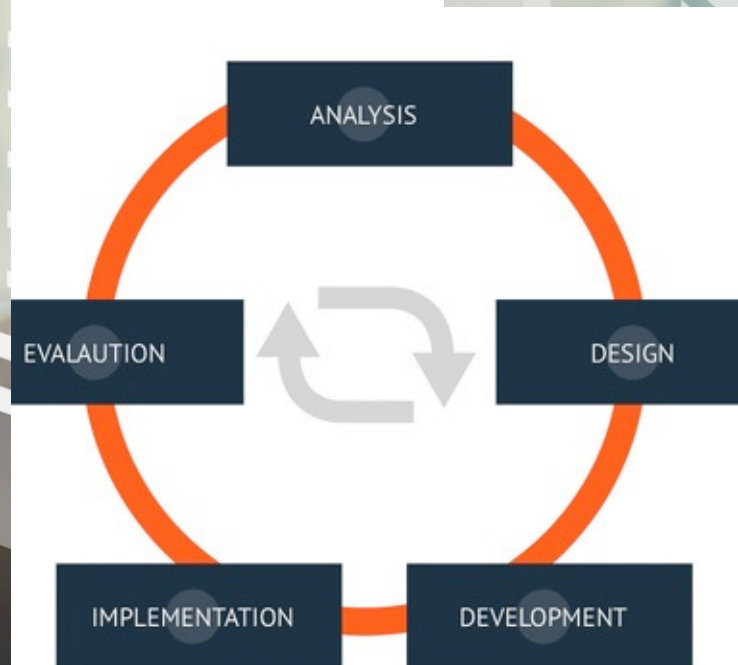 ANALYSIS
EVALAUTION
DESIGN
IMPLEMENTATION
DEVELOPMENT